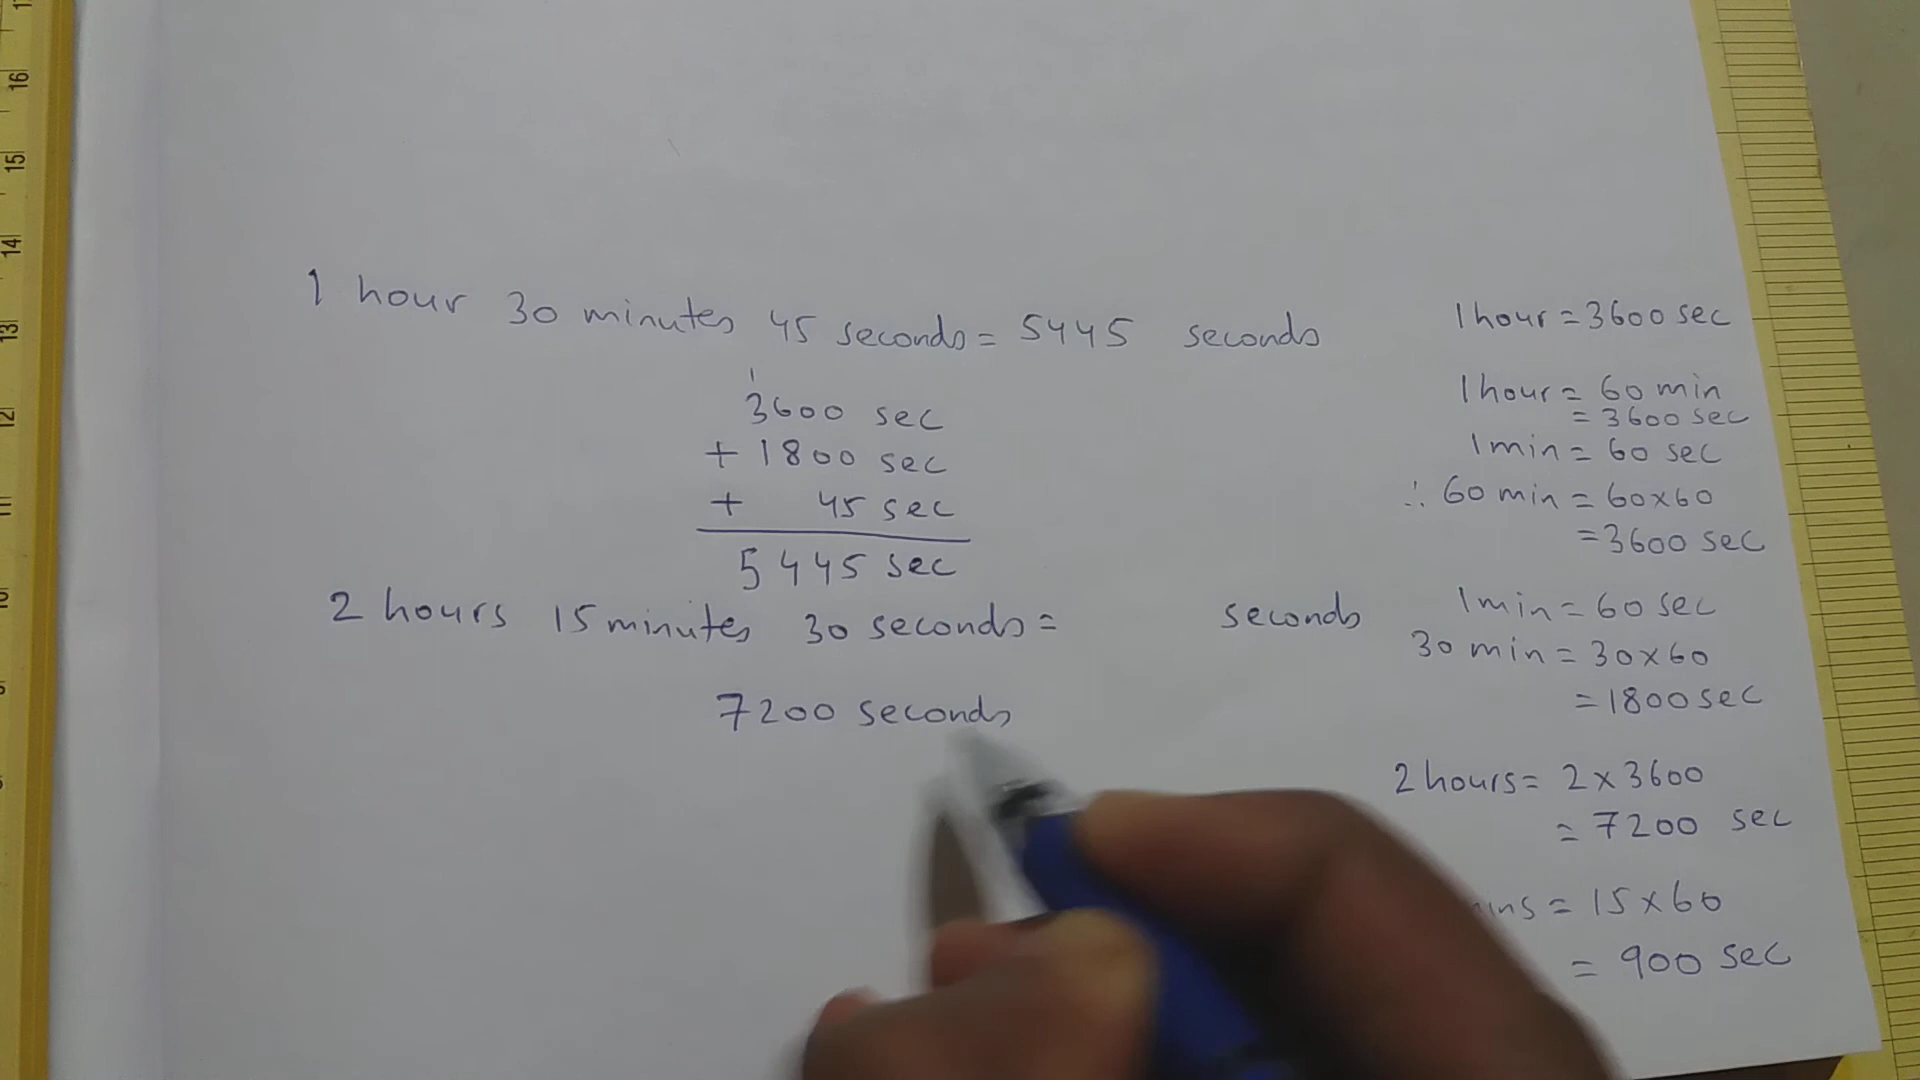 1 hour 30 minutes 45 seconds = 5445 seconds
1
3600 sec
+ 1800 sec
+ 45 sec
5445 sec
2 hours 15 minutes 30 seconds = seconds
7200 seconds
1 hour = 3600 sec
1 hour = 60 min
= 3600 sec
1 min = 60 sec
∴ 60 min = 60x60
= 3600 sec
1 min = 60 sec
30 min = 30x60
= 1800 sec
2 hours = 2 x 3600
= 7200 sec
= 15 x 60
= 900 sec
16
15
14
13
12
11
10